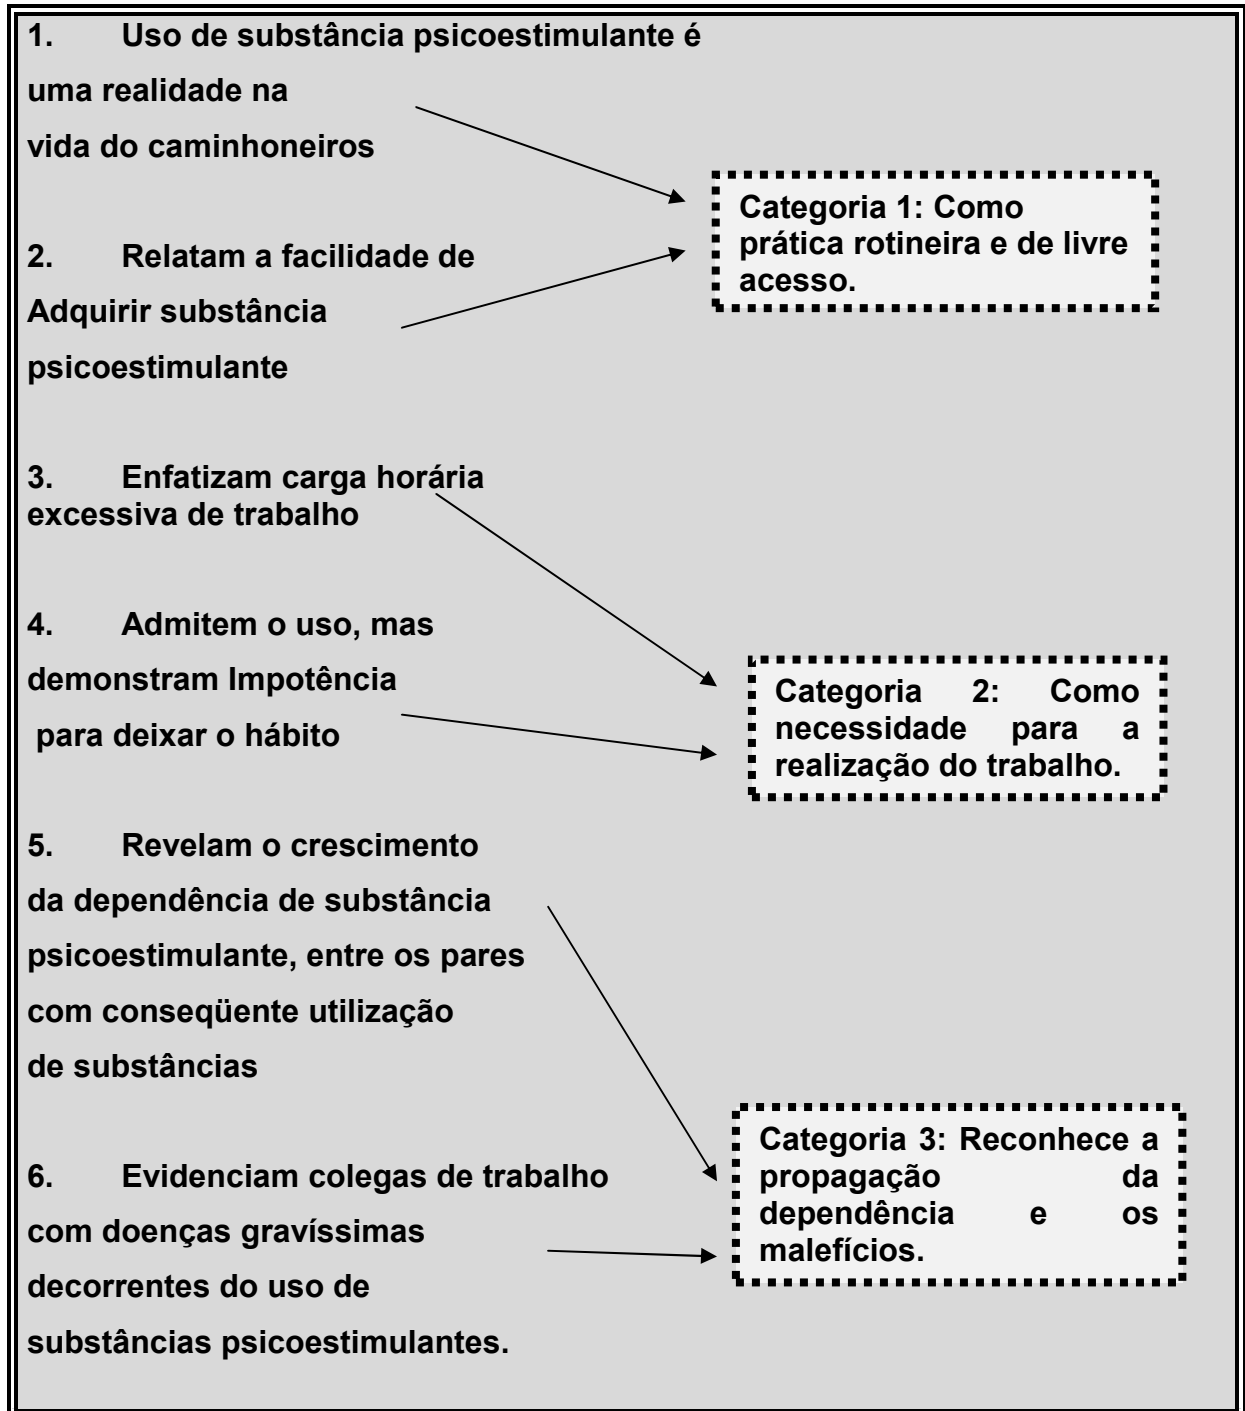 1. Uso de substância psicoestimulante é
uma realidade na
vida do caminhoneiros
Categoria 1: Como
prática rotineira e de livre
acesso.
2. Relatam a facilidade de
Adquirir substância
psicoestimulante
3. Enfatizam carga horária
excessiva de trabalho
4. Admitem o uso, mas
demonstram Impotência
para deixar o hábito
Categoria 2: Como
necessidade para a
realização do trabalho.
5. Revelam o crescimento
da dependência de substância
psicoestimulante, entre os pares
com conseqüente utilização
de substâncias
Categoria 3: Reconhece a
propagação da
dependência e os
malefícios.
6. Evidenciam colegas de trabalho
com doenças gravíssimas
decorrentes do uso de
substâncias psicoestimulantes.